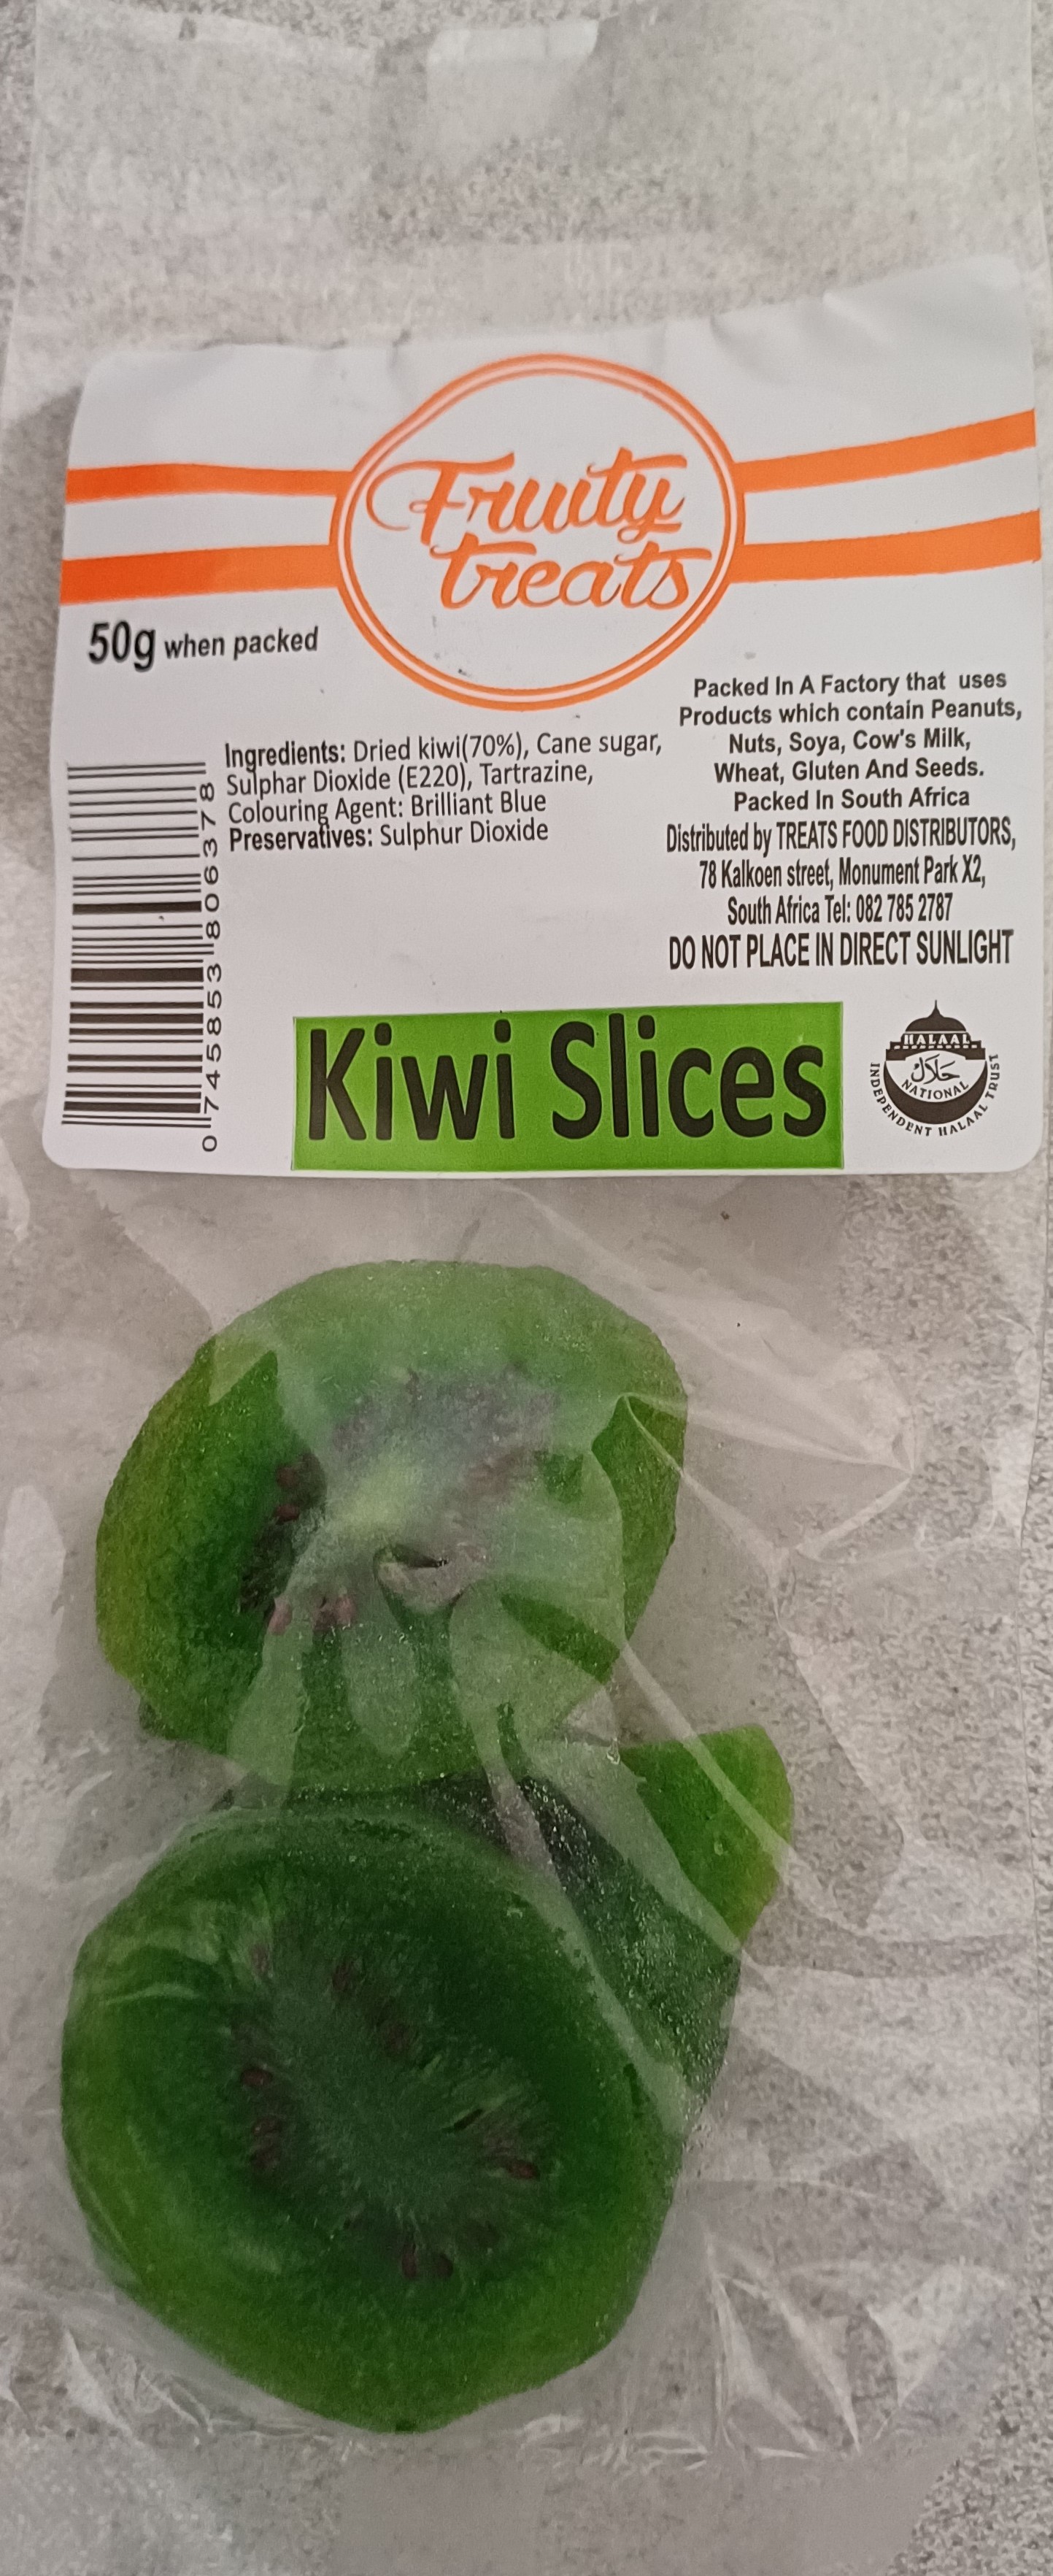 Fruity
treats
50g when packed
Ingredients: Dried kiwi(70%), Cane sugar,
Sulphar Dioxide (E220), Tartrazine,
Colouring Agent: Brilliant Blue
Preservatives: Sulphur Dioxide
Packed In A Factory that uses
Products which contain Peanuts,
Nuts, Soya, Cow's Milk,
Wheat, Gluten And Seeds.
Packed In South Africa
Distributed by TREATS FOOD DISTRIBUTORS,
78 Kalkoen street, Monument Park X2,
South Africa Tel: 082 785 2787
DO NOT PLACE IN DIRECT SUNLIGHT
0 745853 806378
Kiwi Slices
HALAAL
حلال
NATIONAL
INDEPENDENT HALAAL TRUST